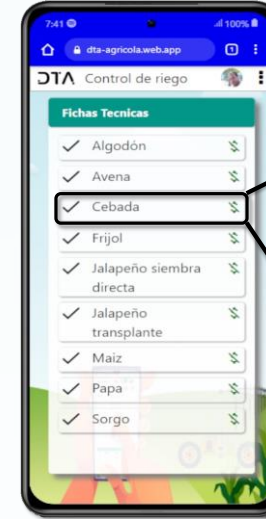 7:41 100%
dta-agricola.web.app 1
DTA Control de riego
Fichas Tecnicas
Algodón
Avena
Cebada
Frijol
Jalapeño siembra
directa
Jalapeño
transplante
Maiz
Papa
Sorgo